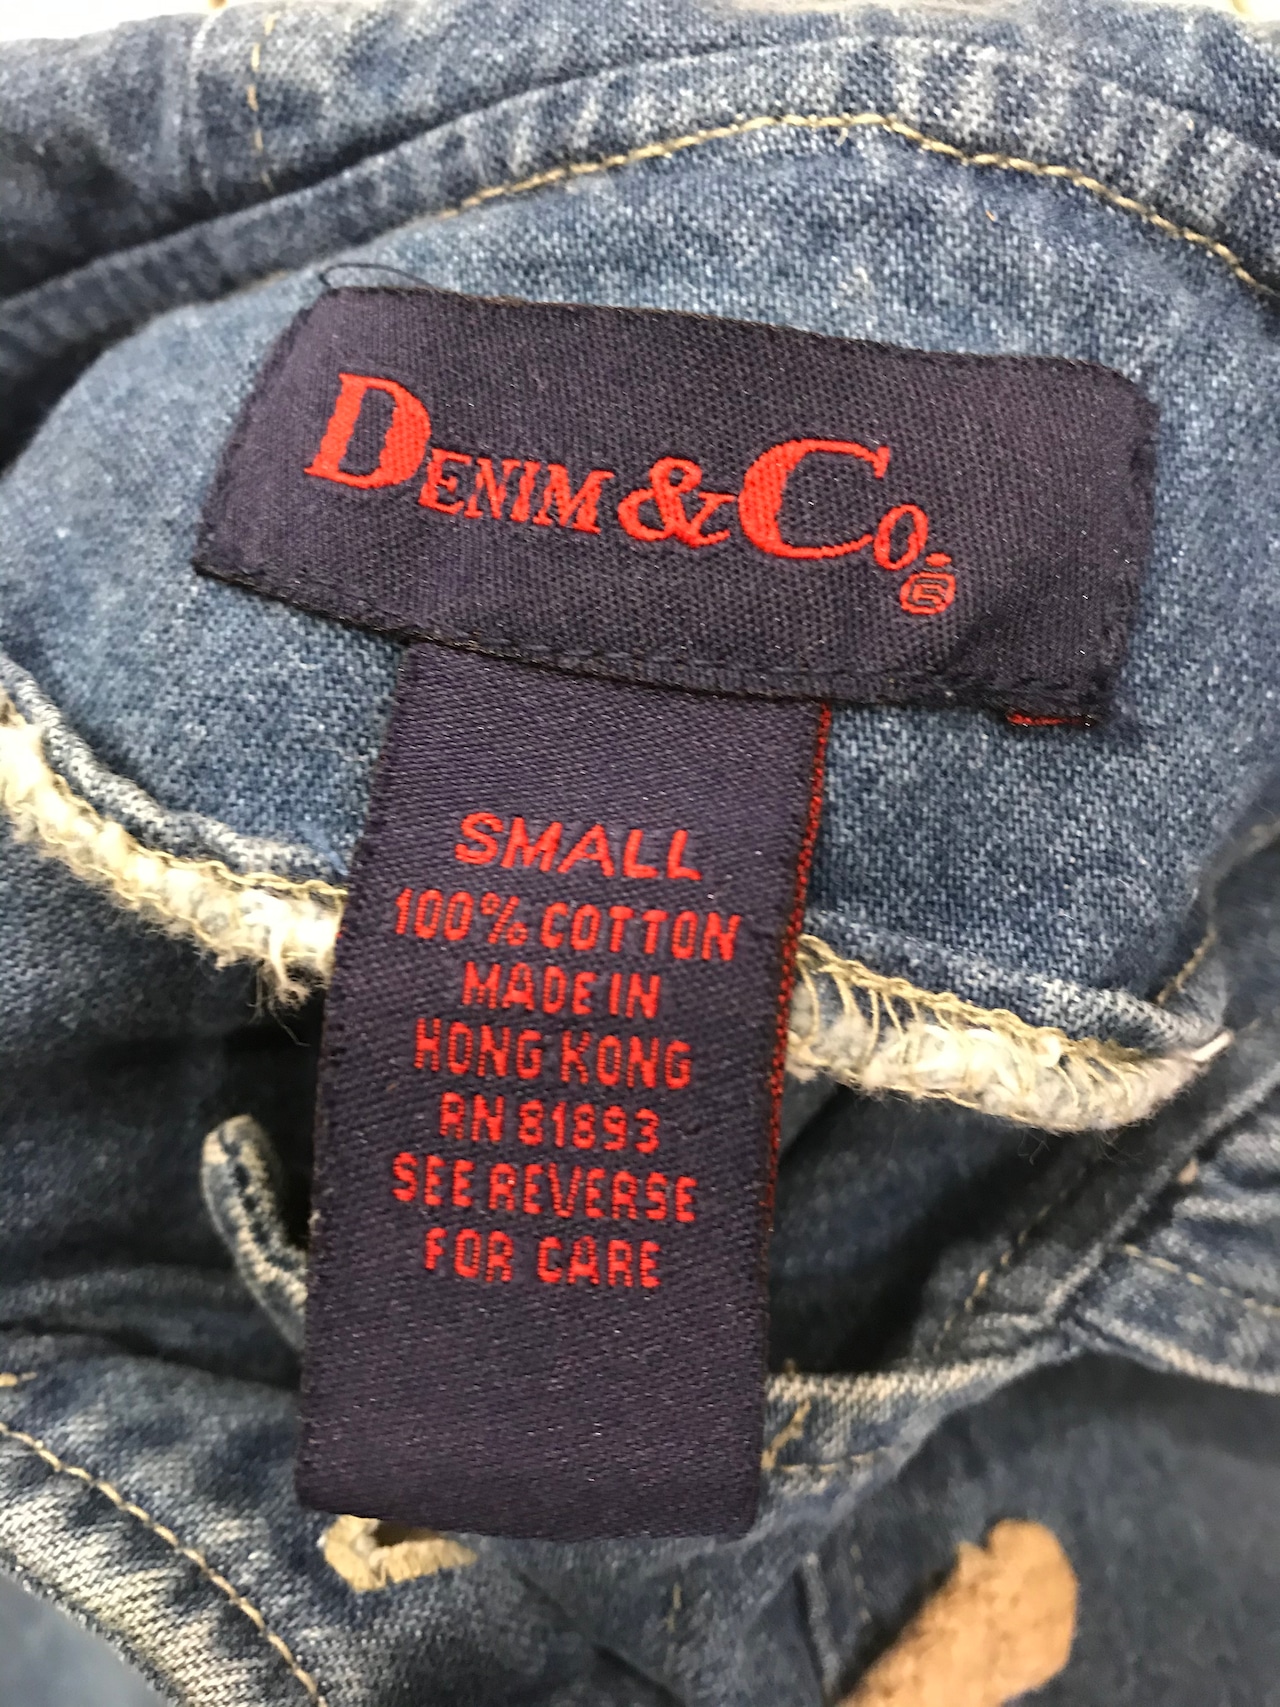 DENIM & CO.®
SMALL
100% COTTON
MADE IN
HONG KONG
RN 81893
SEE REVERSE
FOR CARE